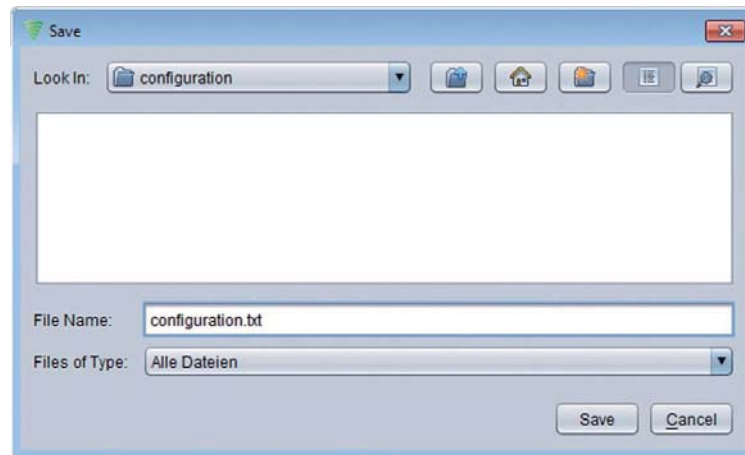 Save
Look In: configuration
File Name: configuration.txt
Files of Type: Alle Dateien
Save Cancel